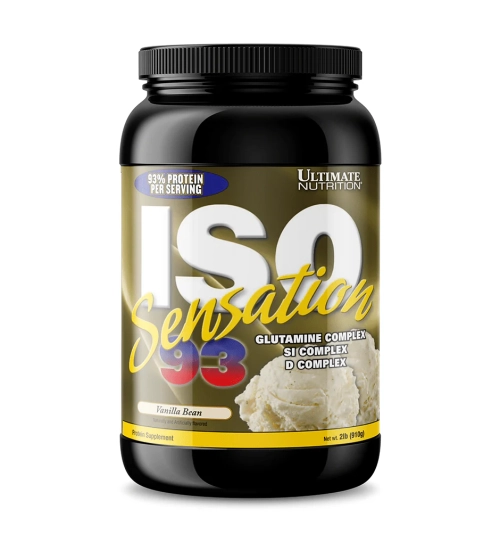 93% PROTEIN
PER SERVING
ULTIMATE
NUTRITION®
ISO
Sensation
93
GLUTAMINE COMPLEX
SI COMPLEX
D COMPLEX
Vanilla Bean
Protein Supplement
Net wt. 2lb (910g)